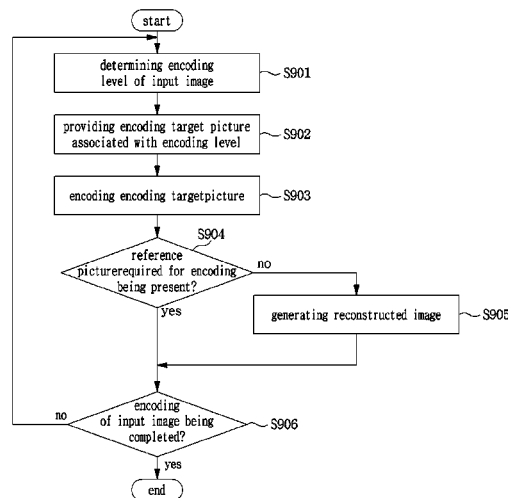 start
determining encoding
level of input image
S901
providing encoding target picture
associated with encoding level
S902
encoding encoding targetpicture
S903
S904
reference
picturerequired for encoding
being present?
no
yes
generating reconstructed image
S905
encoding
of input image being
completed?
no
S906
yes
end